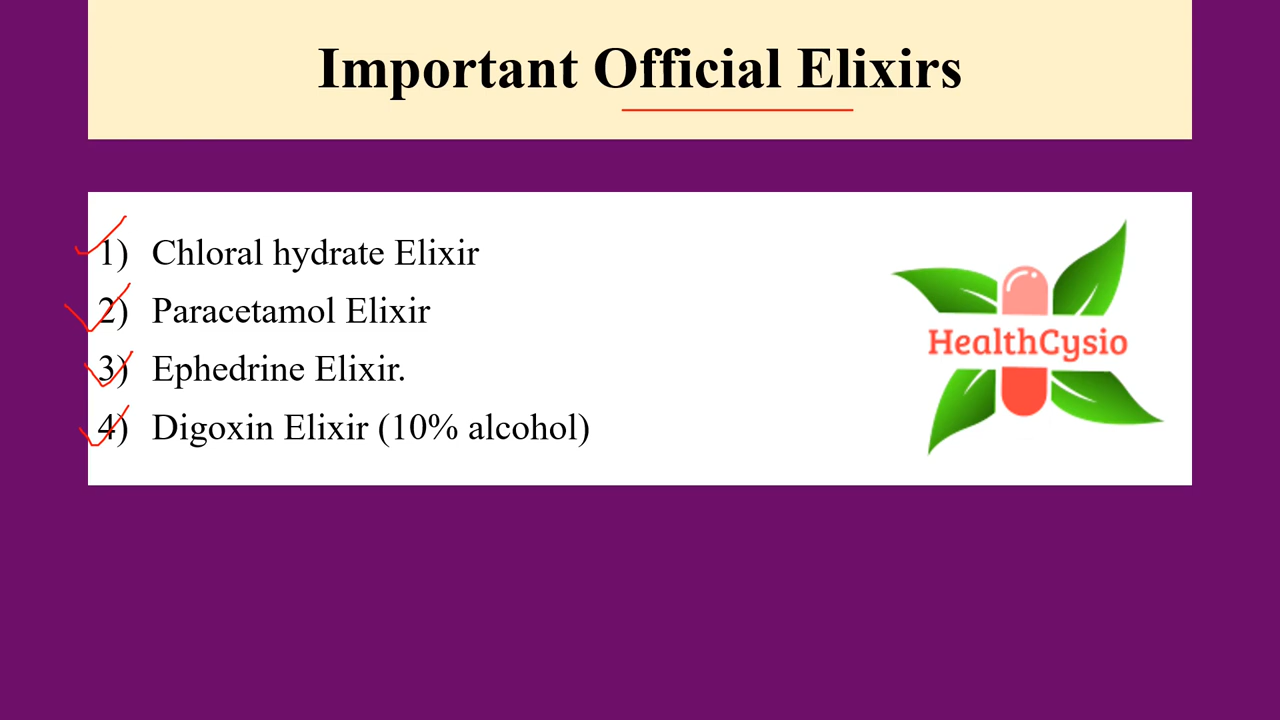 Important Official Elixirs
1) Chloral hydrate Elixir
2) Paracetamol Elixir
HealthCysio
3) Ephedrine Elixir.
4) Digoxin Elixir (10% alcohol)